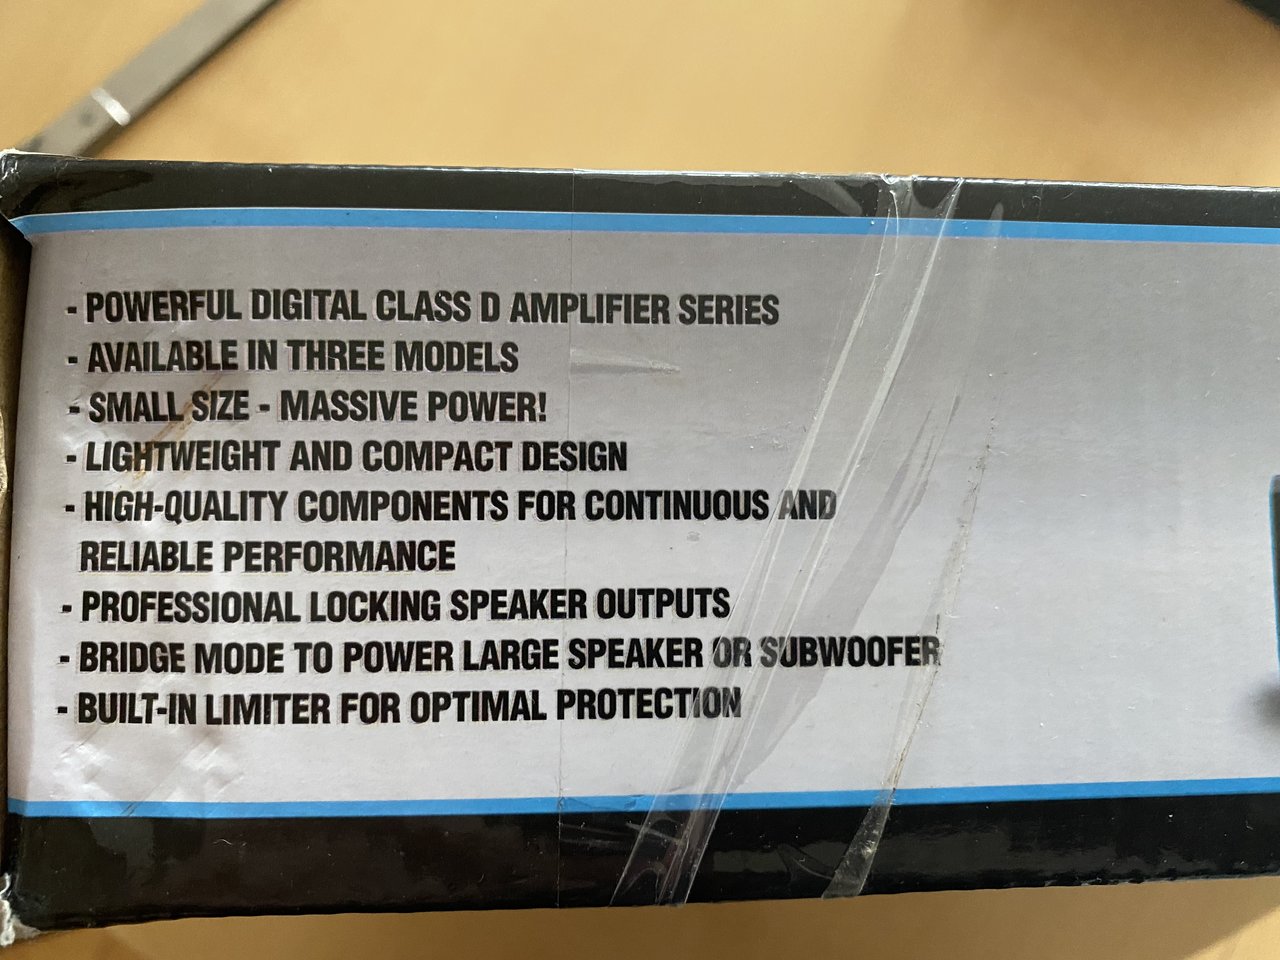 - POWERFUL DIGITAL CLASS D AMPLIFIER SERIES
- AVAILABLE IN THREE MODELS
- SMALL SIZE - MASSIVE POWER!
- LIGHTWEIGHT AND COMPACT DESIGN
- HIGH-QUALITY COMPONENTS FOR CONTINUOUS AND
RELIABLE PERFORMANCE
- PROFESSIONAL LOCKING SPEAKER OUTPUTS
- BRIDGE MODE TO POWER LARGE SPEAKER OR SUBWOOFER
- BUILT-IN LIMITER FOR OPTIMAL PROTECTION